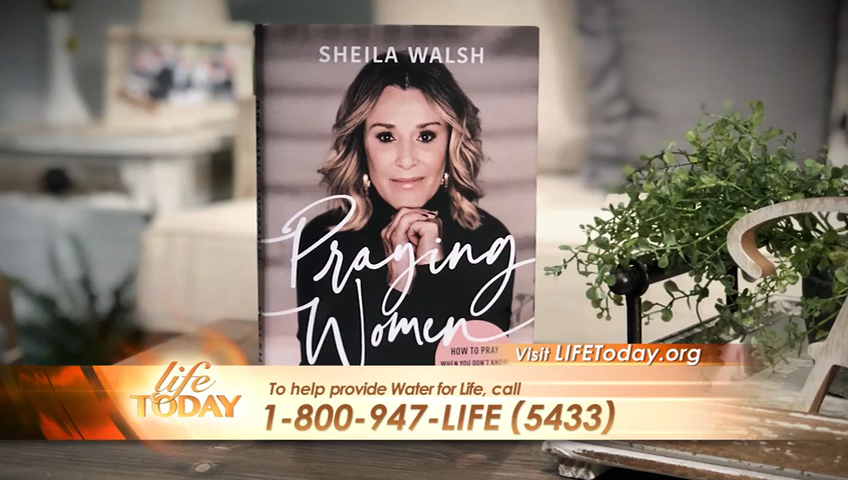 SHEILA WALSH
Praying
Women
HOW TO PRAY
WHEN YOU DON'T KNOW
Visit LIFEToday.org
life
TODAY
To help provide Water for Life, call
1-800-947-LIFE (5433)